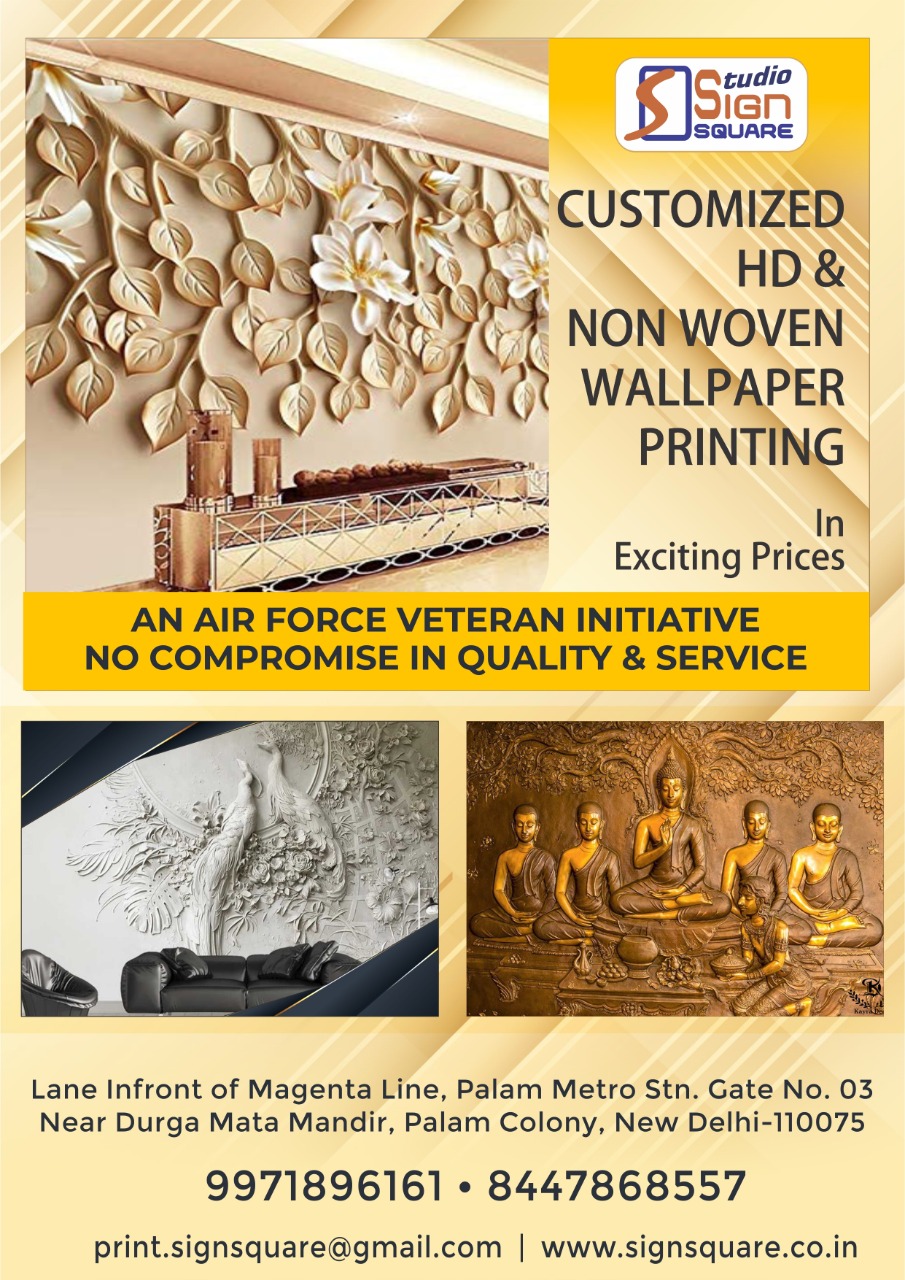 Studio
SIGN
SQUARE
CUSTOMIZED
HD &
NON WOVEN
WALLPAPER
PRINTING
In
Exciting Prices
AN AIR FORCE VETERAN INITIATIVE
NO COMPROMISE IN QUALITY & SERVICE
Lane Infront of Magenta Line, Palam Metro Stn. Gate No. 03
Near Durga Mata Mandir, Palam Colony, New Delhi-110075
9971896161 • 8447868557
print.signsquare@gmail.com | www.signsquare.co.in